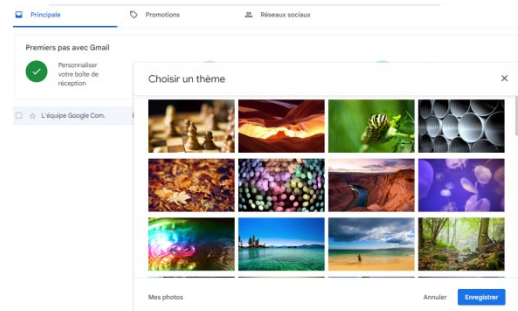 Principale
Promotions
Réseaux sociaux
Premiers pas avec Gmail
Personnaliser
votre boîte de
réception
Choisir un thème
L'équipe Google Com.
Mes photos
Annuler
Enregistrer